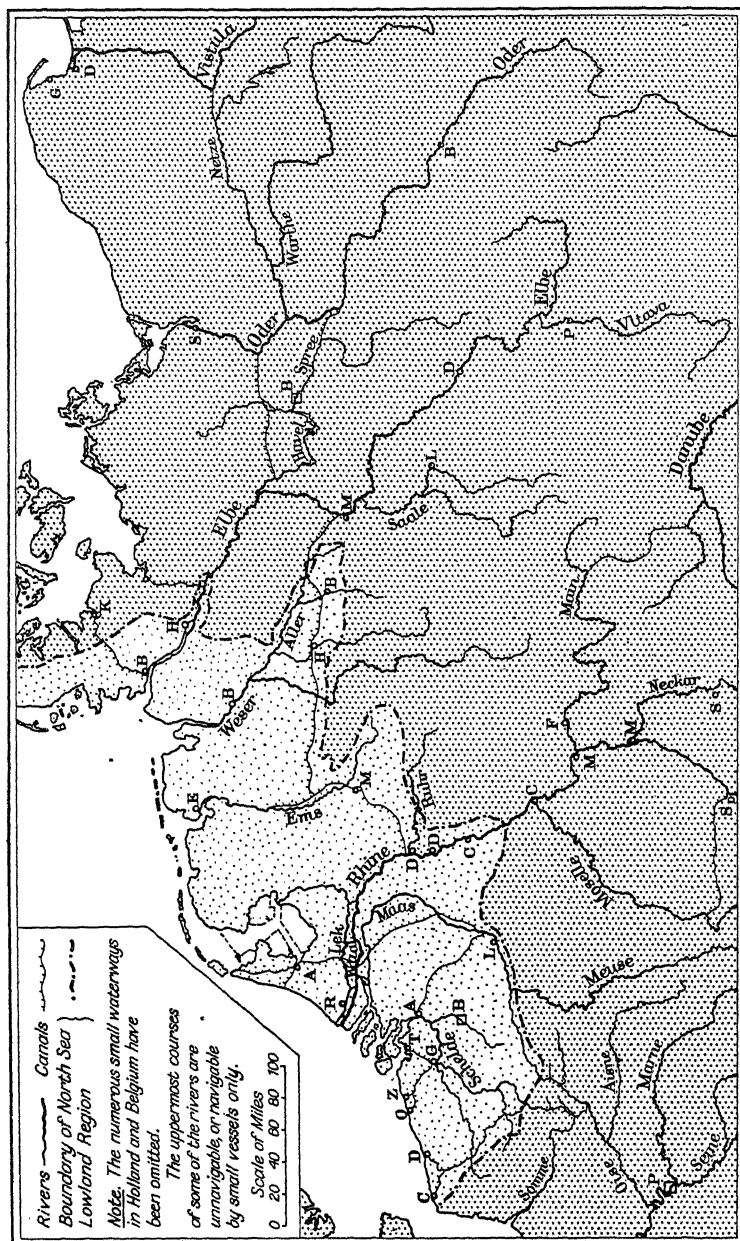 Rivers Canals
Boundary of North Sea
Lowland Region
Note. The numerous small waterways
in Holland and Belgium have
been omitted.
The uppermost courses
of some of the rivers are
unnavigable, or navigable
by small vessels only.
Scale of Miles
0 20 40 60 80 100
G
D
Vistula
Netze
Warthe
Oder
B
S
Oder
Spree
B
Havel
Elbe
P
Vltava
D
Elbe
M
Saale
L
Danube
K
H
B
Aller
B
H
Weser
B
E
Ems
M
Main
Neckar
S
F
M
M
Ruhr
Rhine
D
D
C
C
Moselle
S
Lek
Waal
Maas
A
R
A
T
B
G
Schelde
L
Z
O
D
C
Meuse
Aisne
Marne
Seine
Oise
Somme
P